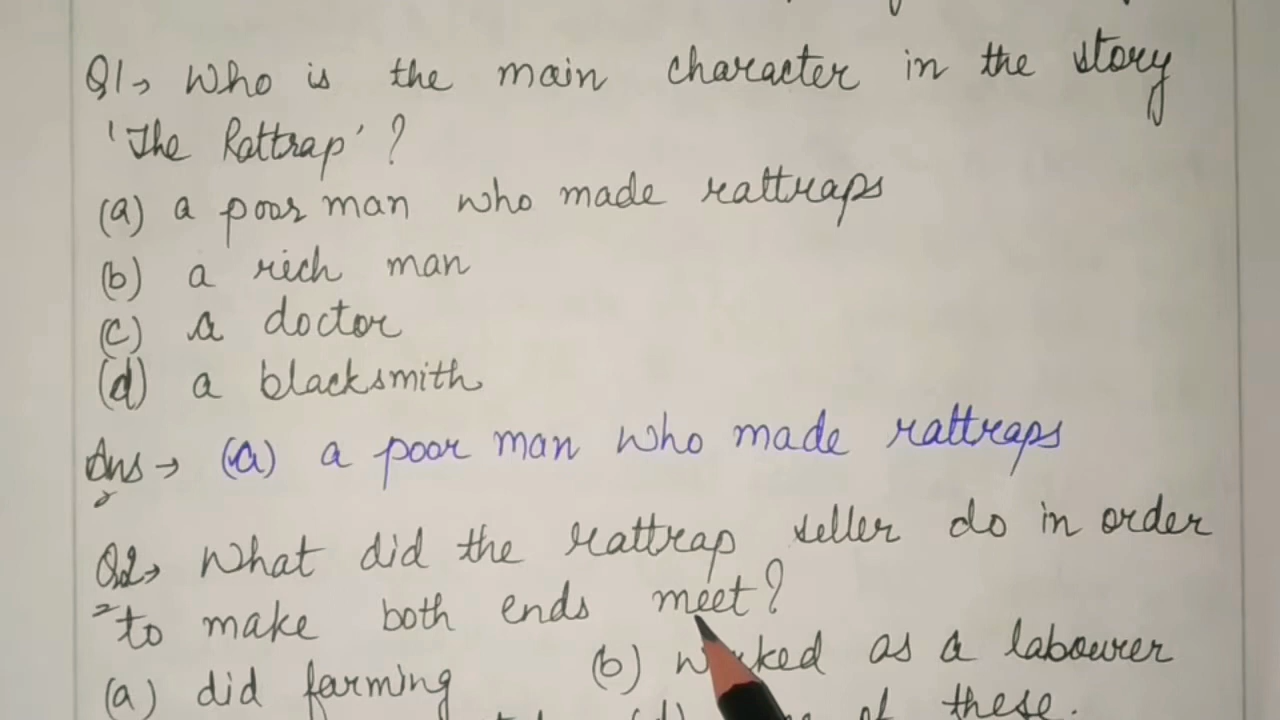 Q1→ Who is the main character in the story
'The Rattrap'?
(a) a poor man who made rattraps
(b) a rich man
(c) a doctor
(d) a blacksmith
Ans → (a) a poor man who made rattraps
Q2→ What did the rattrap seller do in order
to make both ends meet?
(a) did farming (b) worked as a labourer
(d) of these.